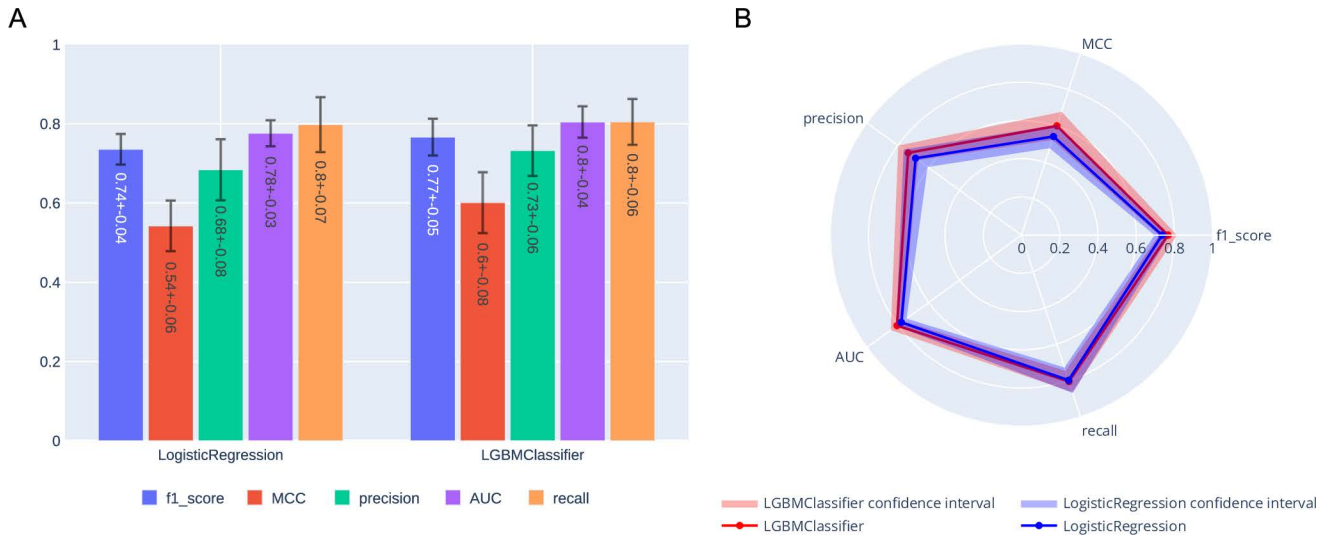 A
1
0.8
0.6
0.4
0.2
0
0.74+-0.04
0.54+-0.06
0.68+-0.08
0.78+-0.03
0.8+-0.07
0.77+-0.05
0.6+-0.08
0.73+-0.06
0.8+-0.04
0.8+-0.06
LogisticRegression
LGBMClassifier
f1_score
MCC
precision
AUC
recall
B
MCC
precision
f1_score
0
0.2
0.4
0.6
0.8
1
AUC
recall
LGBMClassifier confidence interval
LogisticRegression confidence interval
LGBMClassifier
LogisticRegression